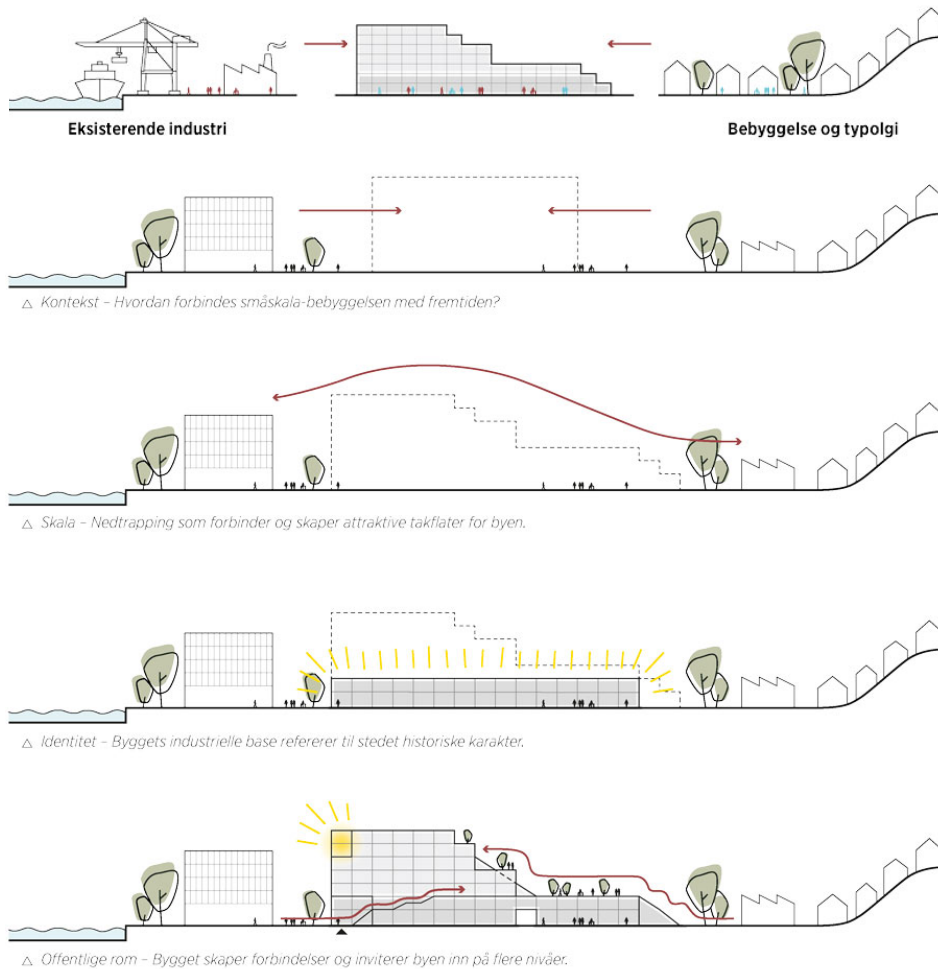 Eksisterende industri
Bebyggelse og typolgi
△ Kontekst – Hvordan forbindes småskala-bebyggelsen med fremtiden?
△ Skala – Nedtrapping som forbinder og skaper attraktive takflater for byen.
△ Identitet – Byggets industrielle base refererer til stedet historiske karakter.
△ Offentlige rom – Bygget skaper forbindelser og inviterer byen inn på flere nivåer.